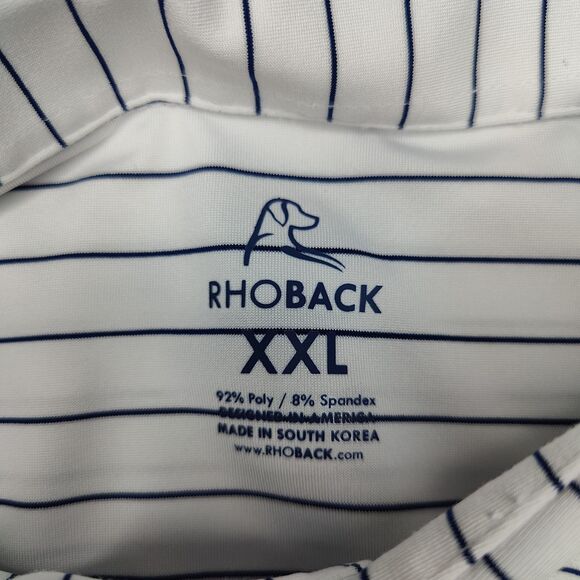 RHOBACK
XXL
92% Poly / 8% Spandex
DESIGNED IN AMERICA
MADE IN SOUTH KOREA
www.RHOBACK.com